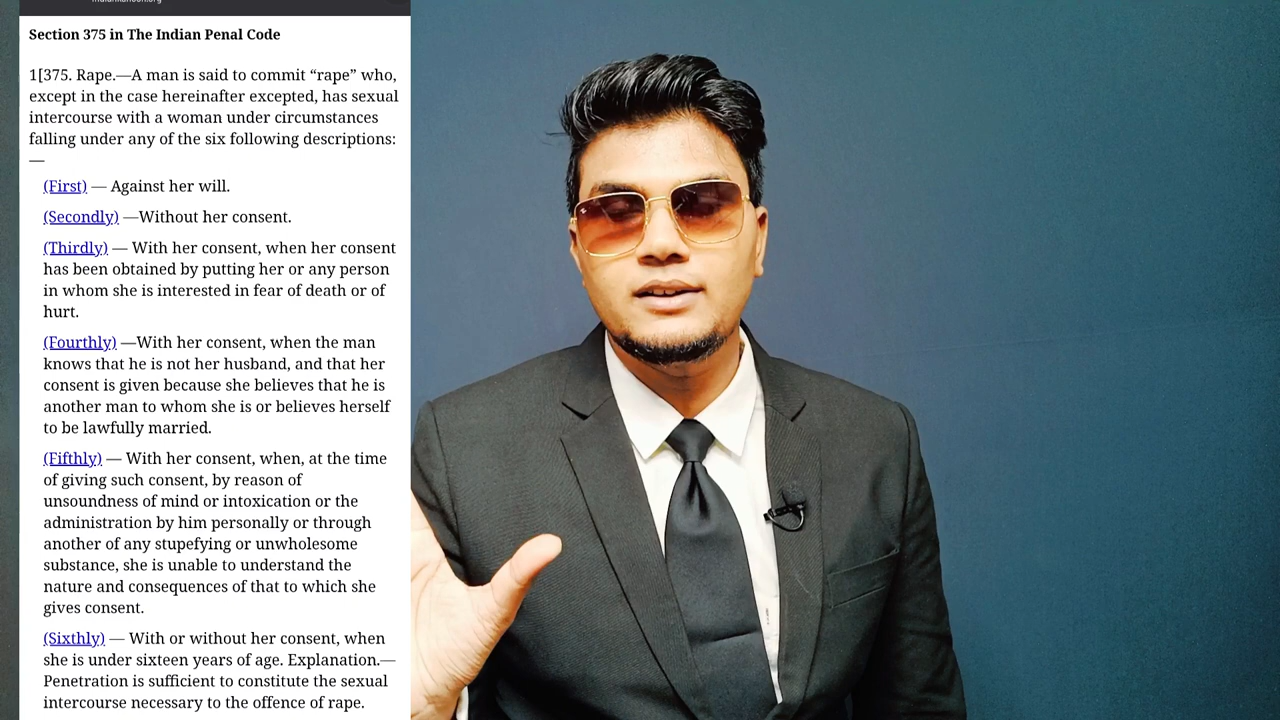 indiankanoon.org
Section 375 in The Indian Penal Code
1[375. Rape.—A man is said to commit “rape” who,
except in the case hereinafter excepted, has sexual
intercourse with a woman under circumstances
falling under any of the six following descriptions:
—
(First) — Against her will.
(Secondly) —Without her consent.
(Thirdly) — With her consent, when her consent
has been obtained by putting her or any person
in whom she is interested in fear of death or of
hurt.
(Fourthly) —With her consent, when the man
knows that he is not her husband, and that her
consent is given because she believes that he is
another man to whom she is or believes herself
to be lawfully married.
(Fifthly) — With her consent, when, at the time
of giving such consent, by reason of
unsoundness of mind or intoxication or the
administration by him personally or through
another of any stupefying or unwholesome
substance, she is unable to understand the
nature and consequences of that to which she
gives consent.
(Sixthly) — With or without her consent, when
she is under sixteen years of age. Explanation.—
Penetration is sufficient to constitute the sexual
intercourse necessary to the offence of rape.